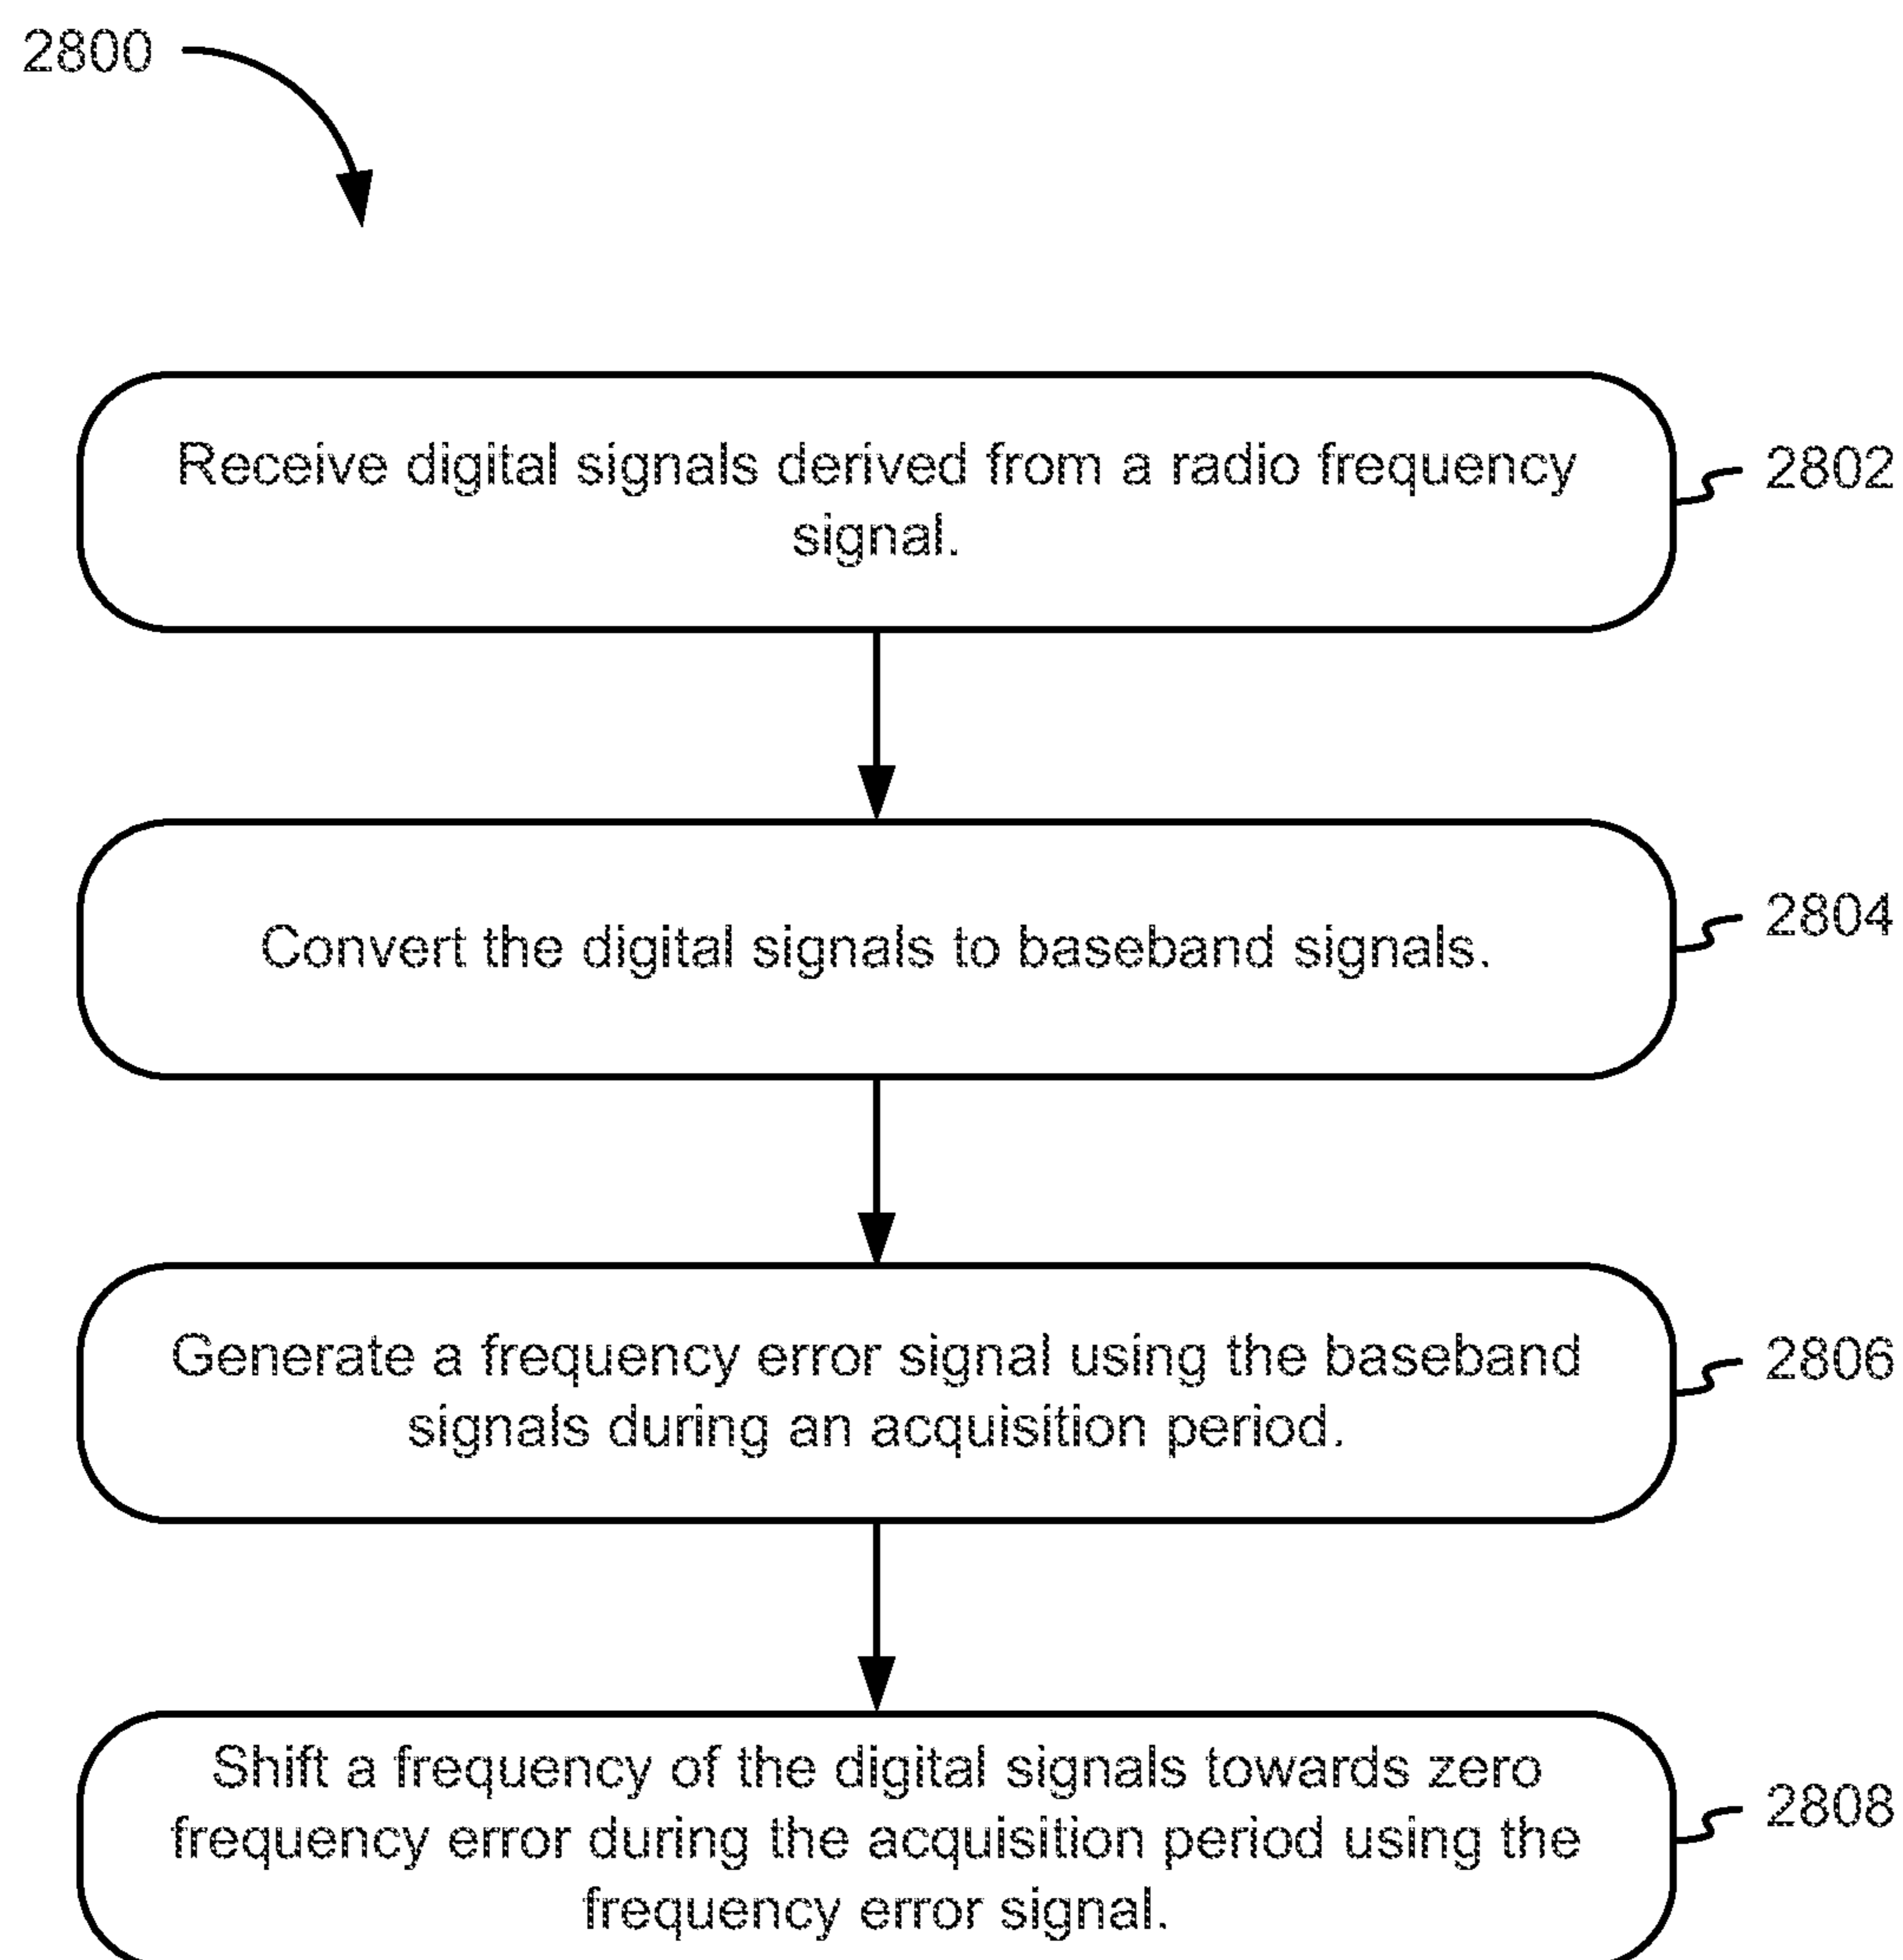 2800
Receive digital signals derived from a radio frequency
signal.
2802
Convert the digital signals to baseband signals.
2804
Generate a frequency error signal using the baseband
signals during an acquisition period.
2806
Shift a frequency of the digital signals towards zero
frequency error during the acquisition period using the
frequency error signal.
2808